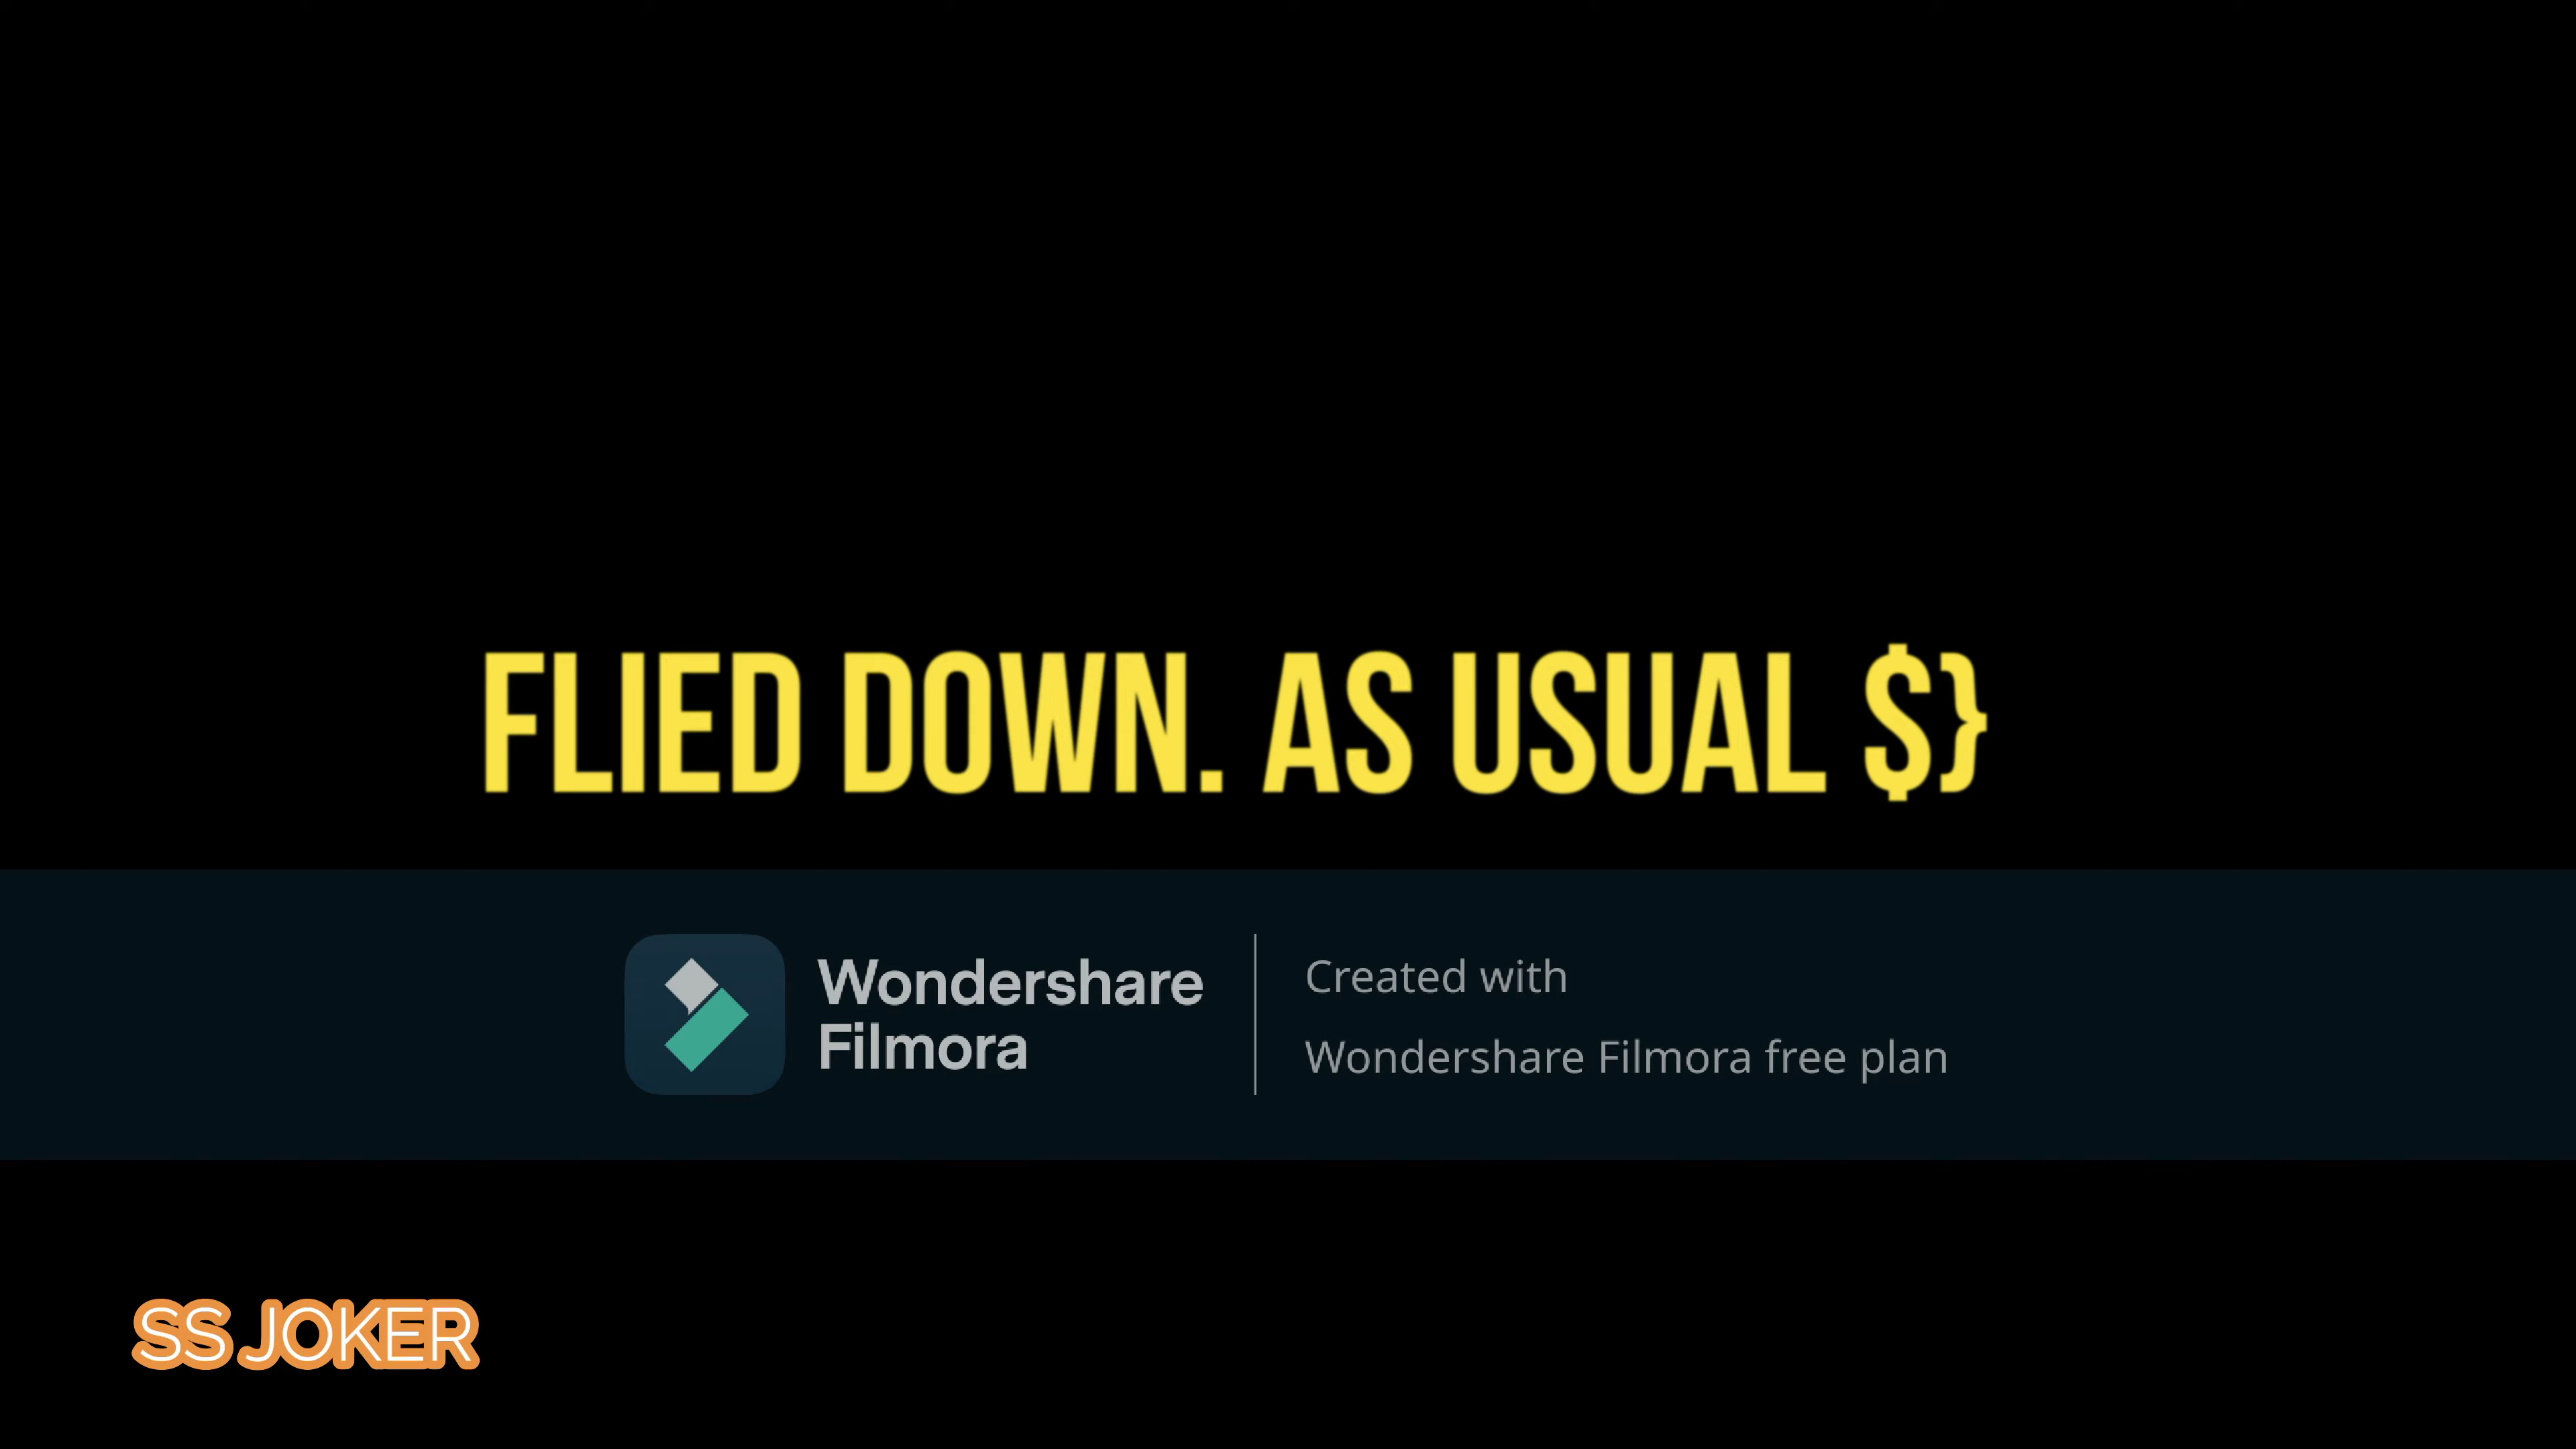 FLIED DOWN. AS USUAL $}
Wondershare
Filmora
Created with
Wondershare Filmora free plan
SS JOKER